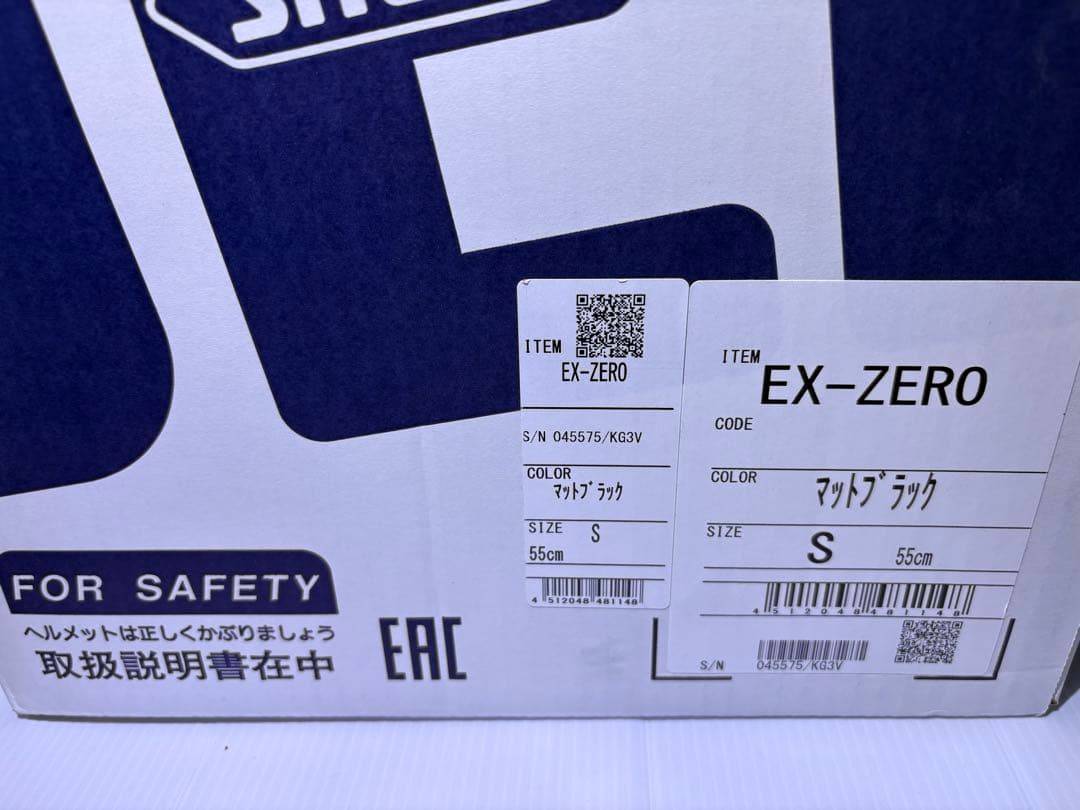 ITEM
EX-ZERO
S/N 045575/KG3V
COLOR
ﾏｯﾄﾌﾞﾗｯｸ
SIZE S
55cm
4 512048 481148
ITEM
EX-ZERO
CODE
COLOR ﾏｯﾄﾌﾞﾗｯｸ
SIZE S 55cm
4512048481148
S/N 045575/KG3V
FOR SAFETY
ヘルメットは正しくかぶりましょう
取扱説明書在中
EAC